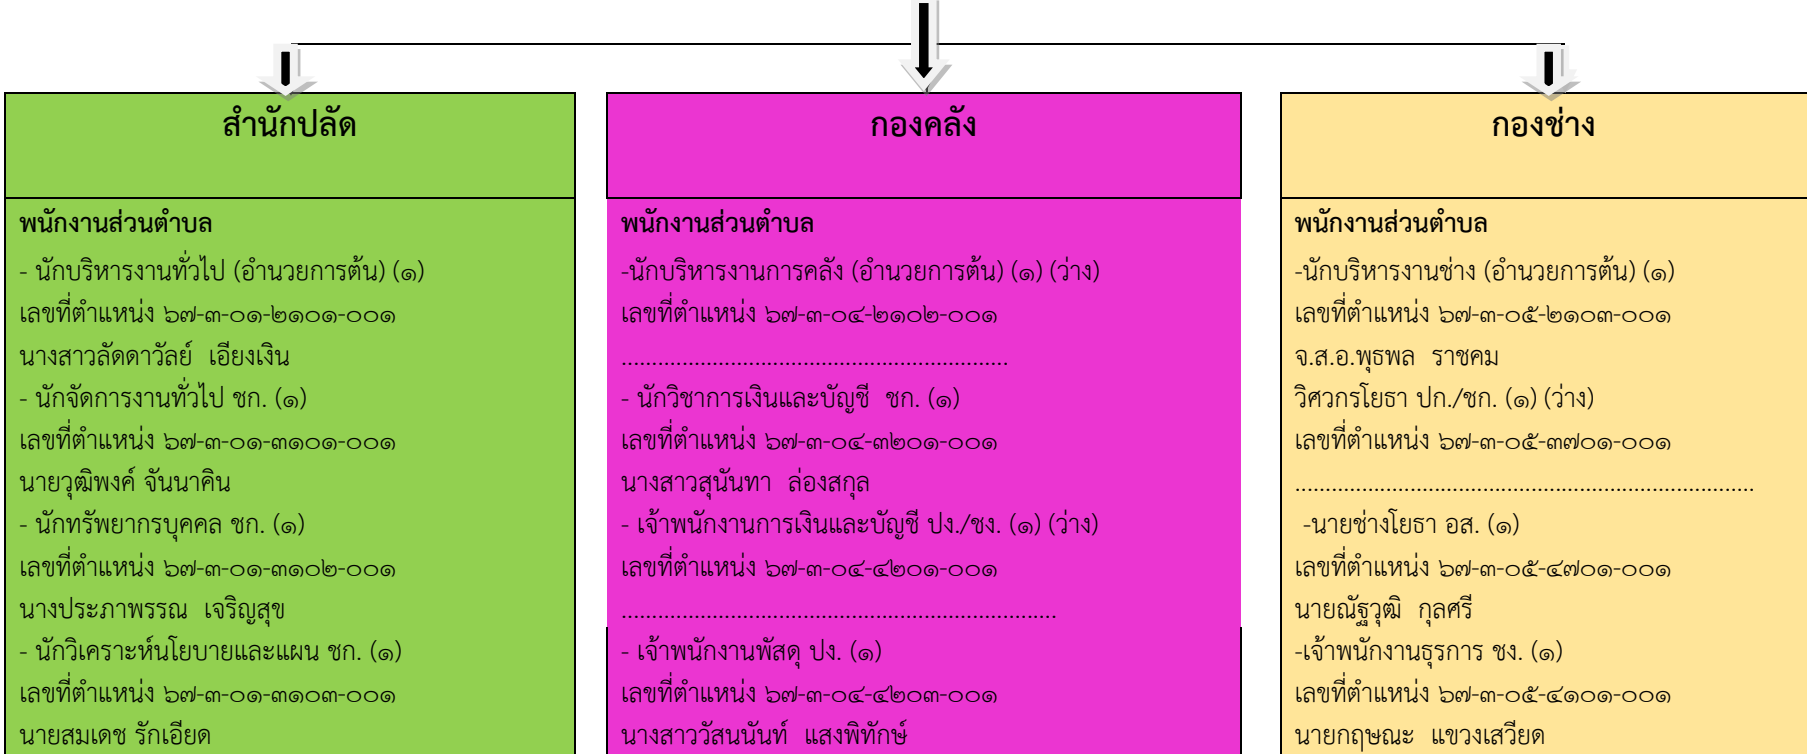 สำนักปลัด
พนักงานส่วนตำบล
- นักบริหารงานทั่วไป (อำนวยการต้น) (๑)
เลขที่ตำแหน่ง ๖๗-๓-๐๑-๒๑๐๑-๐๐๑
นางสาวลัดดาวัลย์ เอียงเงิน
- นักจัดการงานทั่วไป ชก. (๑)
เลขที่ตำแหน่ง ๖๗-๓-๐๑-๓๑๐๑-๐๐๑
นายวุฒิพงศ์ จันนาคิน
- นักทรัพยากรบุคคล ชก. (๑)
เลขที่ตำแหน่ง ๖๗-๓-๐๑-๓๑๐๒-๐๐๑
นางประภาพรรณ เจริญสุข
- นักวิเคราะห์นโยบายและแผน ชก. (๑)
เลขที่ตำแหน่ง ๖๗-๓-๐๑-๓๑๐๓-๐๐๑
นายสมเดช รักเอียด
กองคลัง
พนักงานส่วนตำบล
-นักบริหารงานการคลัง (อำนวยการต้น) (๑) (ว่าง)
เลขที่ตำแหน่ง ๖๗-๓-๐๔-๒๑๐๒-๐๐๑
................................................................
- นักวิชาการเงินและบัญชี ชก. (๑)
เลขที่ตำแหน่ง ๖๗-๓-๐๔-๓๒๐๑-๐๐๑
นางสาวสุนันทา ล่องสกุล
- เจ้าพนักงานการเงินและบัญชี ปง./ชง. (๑) (ว่าง)
เลขที่ตำแหน่ง ๖๗-๓-๐๔-๔๒๐๑-๐๐๑
........................................................................
- เจ้าพนักงานพัสดุ ปง. (๑)
เลขที่ตำแหน่ง ๖๗-๓-๐๔-๔๒๐๓-๐๐๑
นางสาววัสนนันท์ แสงพิทักษ์
กองช่าง
พนักงานส่วนตำบล
-นักบริหารงานช่าง (อำนวยการต้น) (๑)
เลขที่ตำแหน่ง ๖๗-๓-๐๕-๒๑๐๓-๐๐๑
จ.ส.อ.พุธพล ราชคม
วิศวกรโยธา ปก./ชก. (๑) (ว่าง)
เลขที่ตำแหน่ง ๖๗-๓-๐๕-๓๗๐๑-๐๐๑
............................................................................
-นายช่างโยธา อส. (๑)
เลขที่ตำแหน่ง ๖๗-๓-๐๕-๔๗๐๑-๐๐๑
นายณัฐวุฒิ กุลศรี
-เจ้าพนักงานธุรการ ชง. (๑)
เลขที่ตำแหน่ง ๖๗-๓-๐๕-๔๑๐๑-๐๐๑
นายกฤษณะ แขวงเสวียด